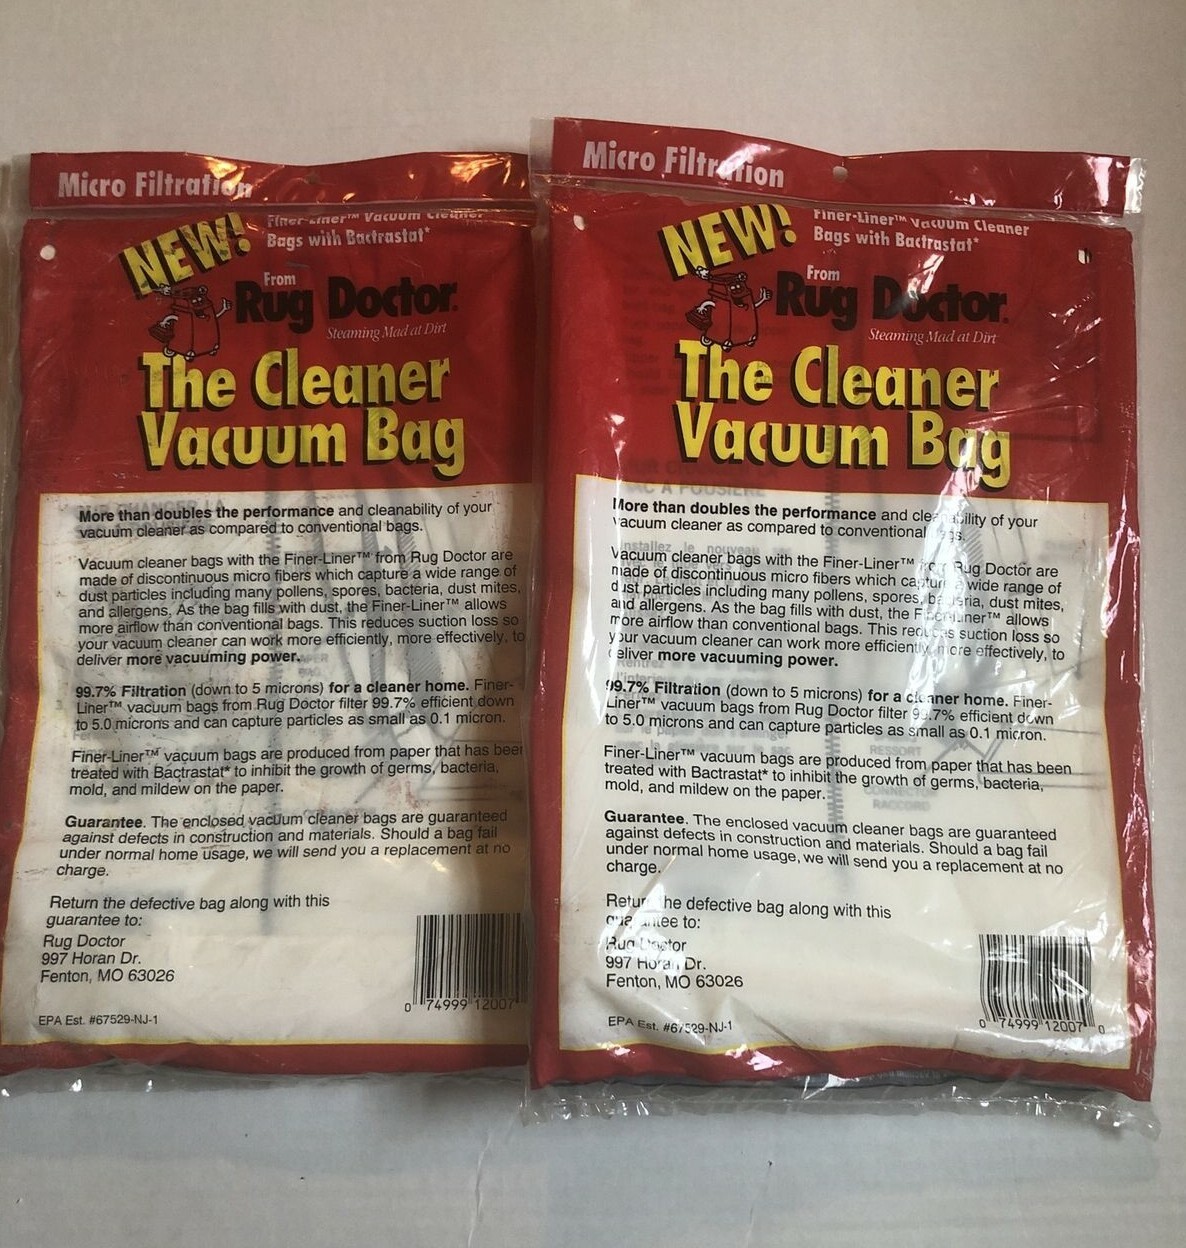 Micro Filtration
NEW!
Finer-Liner™ Vacuum Cleaner
Bags with Bactrastat*
From
Rug Doctor®
Steaming Mad at Dirt
The Cleaner
Vacuum Bag
More than doubles the performance and cleanability of your
vacuum cleaner as compared to conventional bags.
Vacuum cleaner bags with the Finer-Liner™ from Rug Doctor are
made of discontinuous micro fibers which capture a wide range of
dust particles including many pollens, spores, bacteria, dust mites,
and allergens. As the bag fills with dust, the Finer-Liner™ allows
more airflow than conventional bags. This reduces suction loss so
your vacuum cleaner can work more efficiently, more effectively, to
deliver more vacuuming power.
99.7% Filtration (down to 5 microns) for a cleaner home. Finer-
Liner™ vacuum bags from Rug Doctor filter 99.7% efficient down
to 5.0 microns and can capture particles as small as 0.1 micron.
Finer-Liner™ vacuum bags are produced from paper that has been
treated with Bactrastat* to inhibit the growth of germs, bacteria,
mold, and mildew on the paper.
Guarantee. The enclosed vacuum cleaner bags are guaranteed
against defects in construction and materials. Should a bag fail
under normal home usage, we will send you a replacement at no
charge.
Return the defective bag along with this
guarantee to:
Rug Doctor
997 Horan Dr.
Fenton, MO 63026
EPA Est. #67529-NJ-1
0 74999 12007
Micro Filtration
NEW!
Finer-Liner™ Vacuum Cleaner
Bags with Bactrastat*
From
Rug Doctor®
Steaming Mad at Dirt
The Cleaner
Vacuum Bag
More than doubles the performance and cleanability of your
vacuum cleaner as compared to conventional bags.
Vacuum cleaner bags with the Finer-Liner™ from Rug Doctor are
made of discontinuous micro fibers which capture a wide range of
dust particles including many pollens, spores, bacteria, dust mites,
and allergens. As the bag fills with dust, the Finer-Liner™ allows
more airflow than conventional bags. This reduces suction loss so
your vacuum cleaner can work more efficiently, more effectively, to
deliver more vacuuming power.
99.7% Filtration (down to 5 microns) for a cleaner home. Finer-
Liner™ vacuum bags from Rug Doctor filter 99.7% efficient down
to 5.0 microns and can capture particles as small as 0.1 micron.
Finer-Liner™ vacuum bags are produced from paper that has been
treated with Bactrastat* to inhibit the growth of germs, bacteria,
mold, and mildew on the paper.
Guarantee. The enclosed vacuum cleaner bags are guaranteed
against defects in construction and materials. Should a bag fail
under normal home usage, we will send you a replacement at no
charge.
Return the defective bag along with this
guarantee to:
Rug Doctor
997 Horan Dr.
Fenton, MO 63026
EPA Est. #67529-NJ-1
0 74999 12007 0